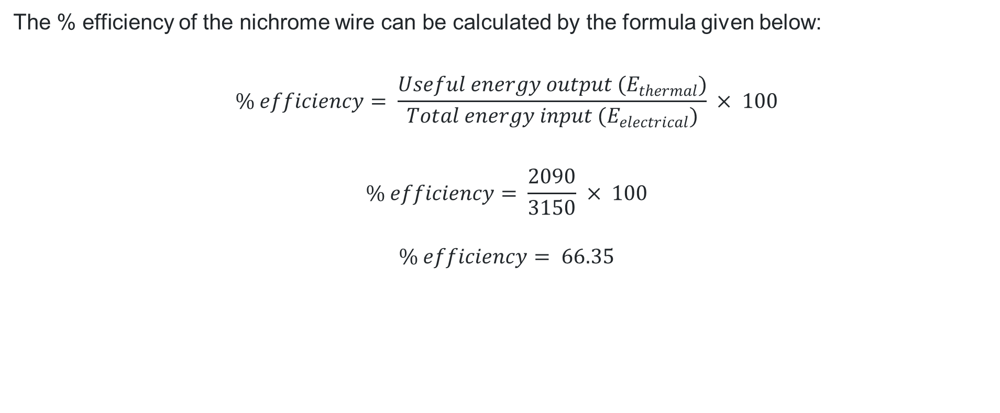 The % efficiency of the nichrome wire can be calculated by the formula given below:
% efficiency = Useful energy output (E_thermal) / Total energy input (E_electrical) × 100
% efficiency = 2090 / 3150 × 100
% efficiency = 66.35